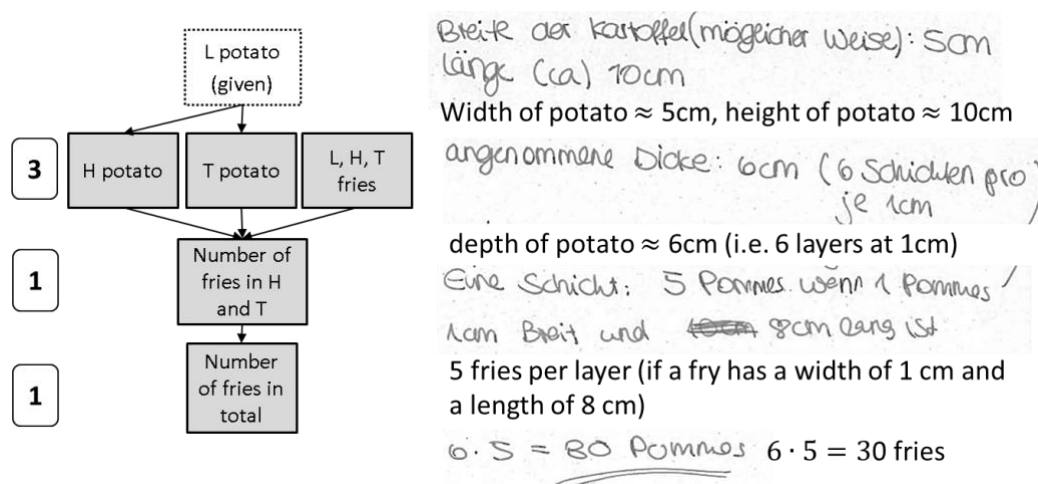 L potato
(given)
3
H potato
T potato
L, H, T
fries
1
Number of
fries in H
and T
1
Number
of fries in
total
Breite der Kartoffel (möglicher Weise): 5cm
Länge (ca) 10cm
Width of potato ≈ 5cm, height of potato ≈ 10cm
angenommene Dicke: 6cm (6 Schichten pro
je 1cm)
depth of potato ≈ 6cm (i.e. 6 layers at 1cm)
Eine Schicht: 5 Pommes wenn 1 Pommes
1cm Breit und 8cm lang ist
5 fries per layer (if a fry has a width of 1 cm and
a length of 8 cm)
6 · 5 = 30 Pommes 6 · 5 = 30 fries